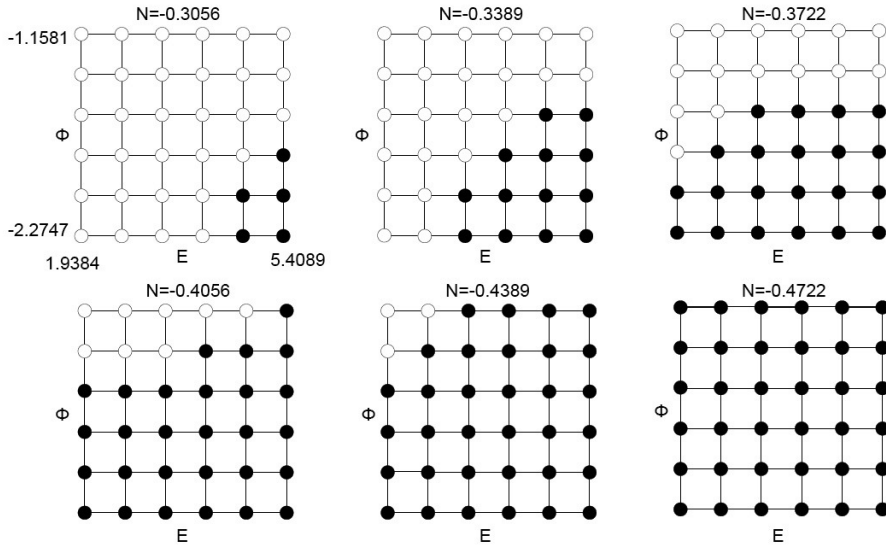 N=-0.3056 N=-0.3389 N=-0.3722
-1.1581
Φ Φ Φ
-2.2747
E E E
1.9384 5.4089
N=-0.4056 N=-0.4389 N=-0.4722
Φ Φ Φ
E E E